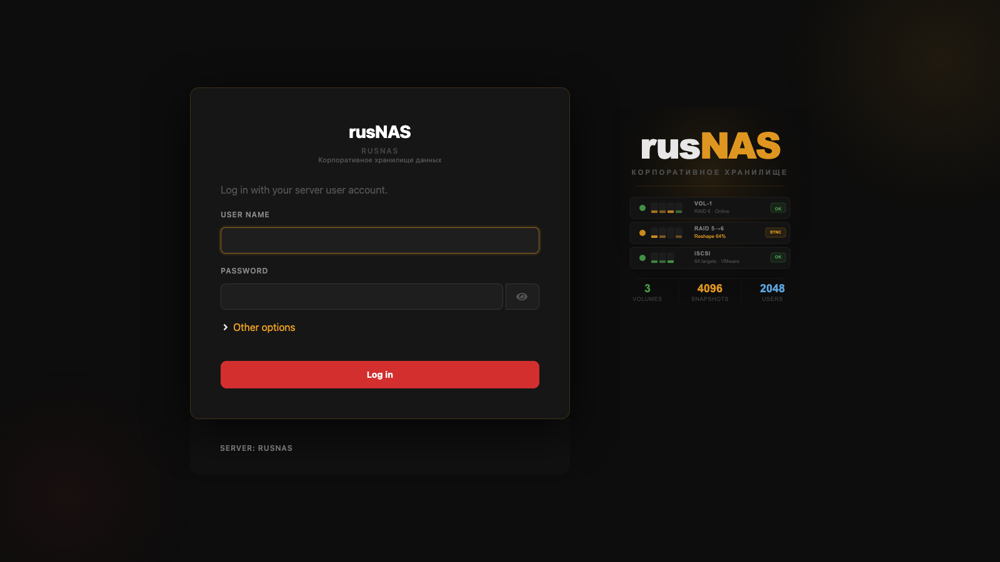 rusNAS
RUSNAS
Корпоративное хранилище данных
Log in with your server user account.
USER NAME
PASSWORD
Other options
Log in
SERVER: RUSNAS
rusNAS
КОРПОРАТИВНОЕ ХРАНИЛИЩЕ
VOL-1
RAID 6 · Online
OK
RAID 5→6
Reshape 64%
SYNC
iSCSI
64 targets · VMware
OK
3
VOLUMES
4096
SNAPSHOTS
2048
USERS